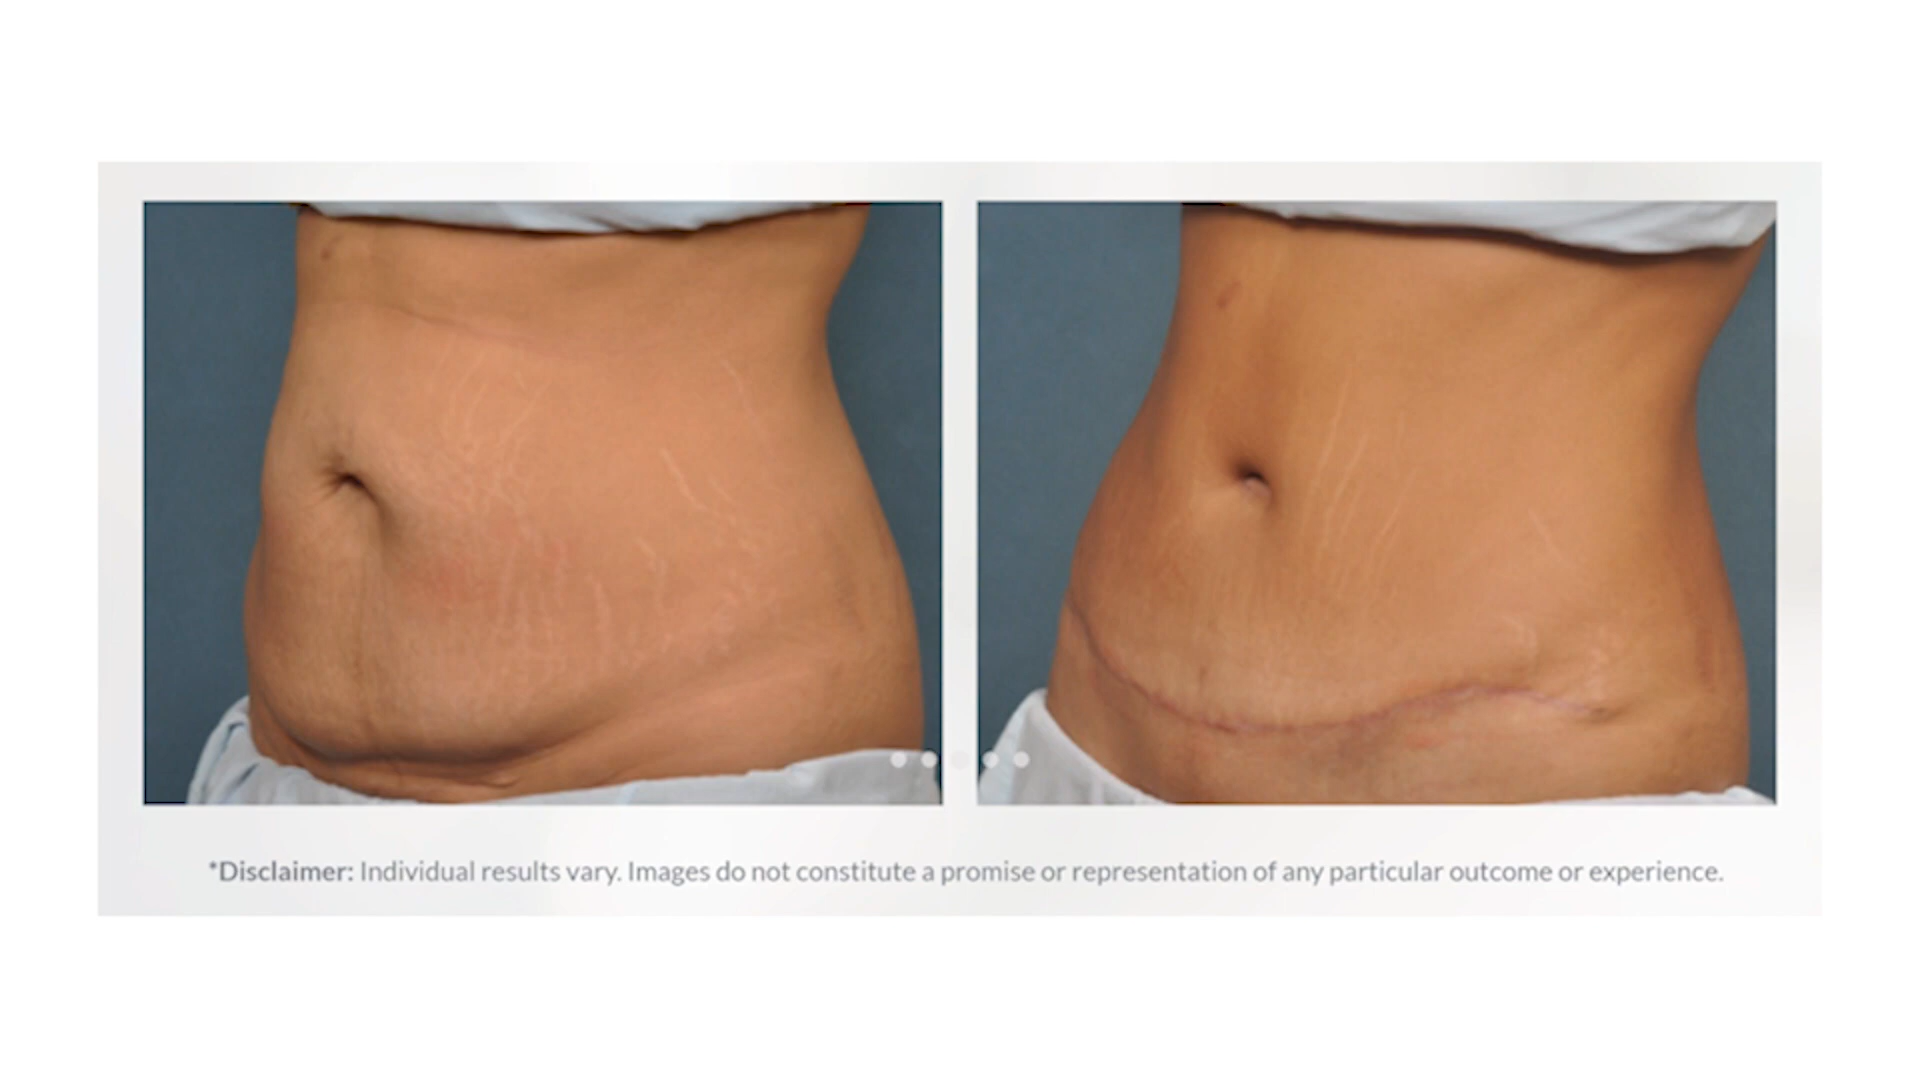 *Disclaimer: Individual results vary. Images do not constitute a promise or representation of any particular outcome or experience.